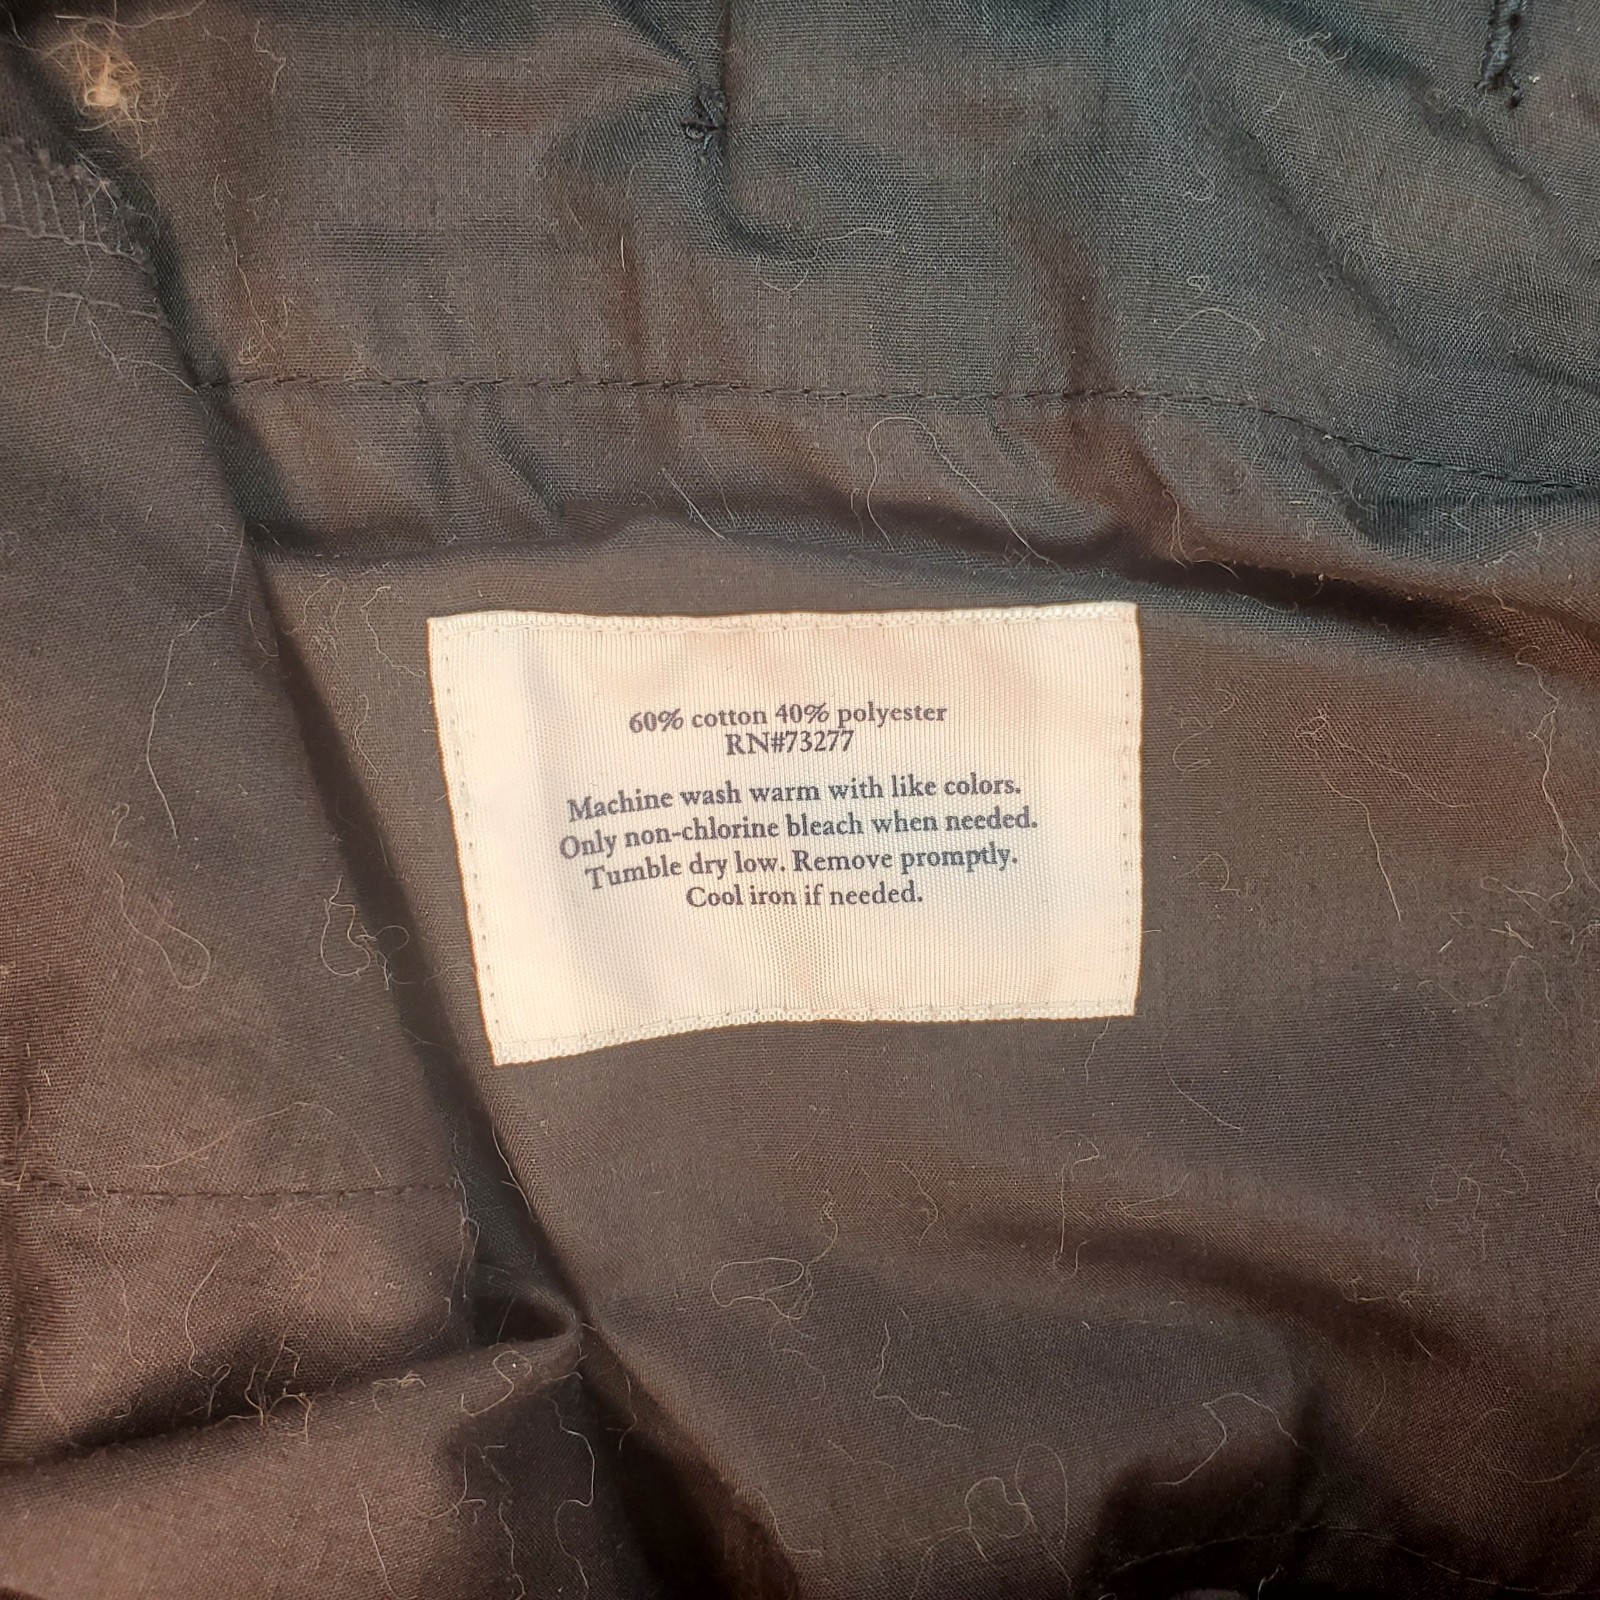 60% cotton 40% polyester
RN#73277
Machine wash warm with like colors.
Only non-chlorine bleach when needed.
Tumble dry low. Remove promptly.
Cool iron if needed.